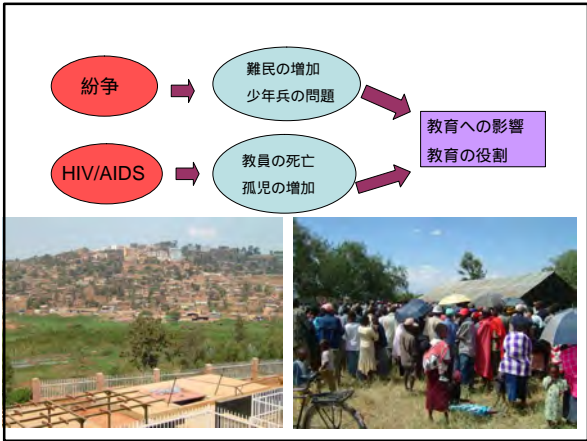 紛争
難民の増加
少年兵の問題
HIV/AIDS
教員の死亡
孤児の増加
教育への影響
教育の役割